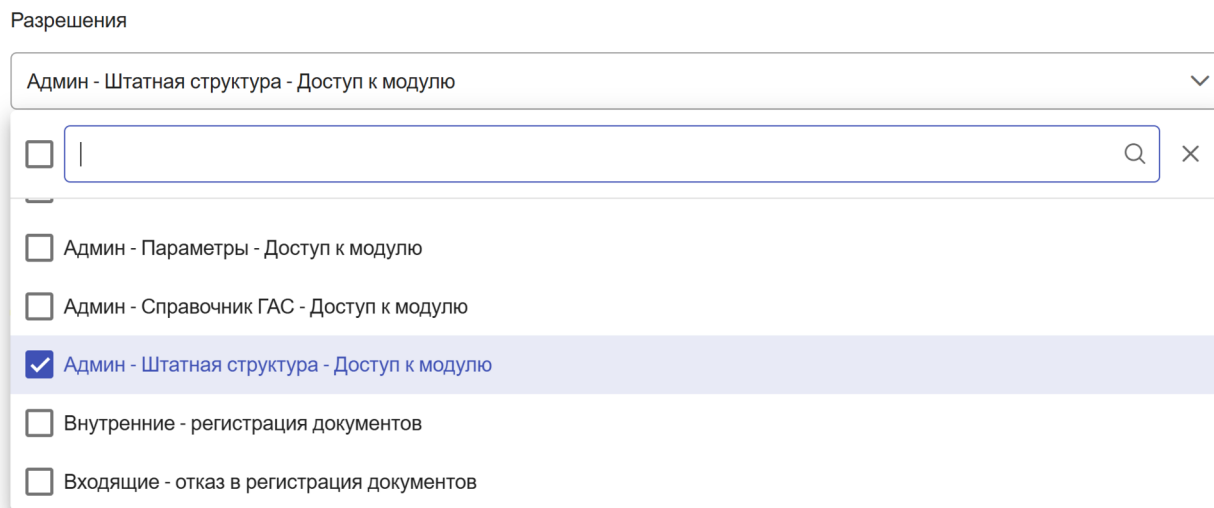 Разрешения
Админ - Штатная структура - Доступ к модулю
Админ - Параметры - Доступ к модулю
Админ - Справочник ГАС - Доступ к модулю
Админ - Штатная структура - Доступ к модулю
Внутренние - регистрация документов
Входящие - отказ в регистрация документов